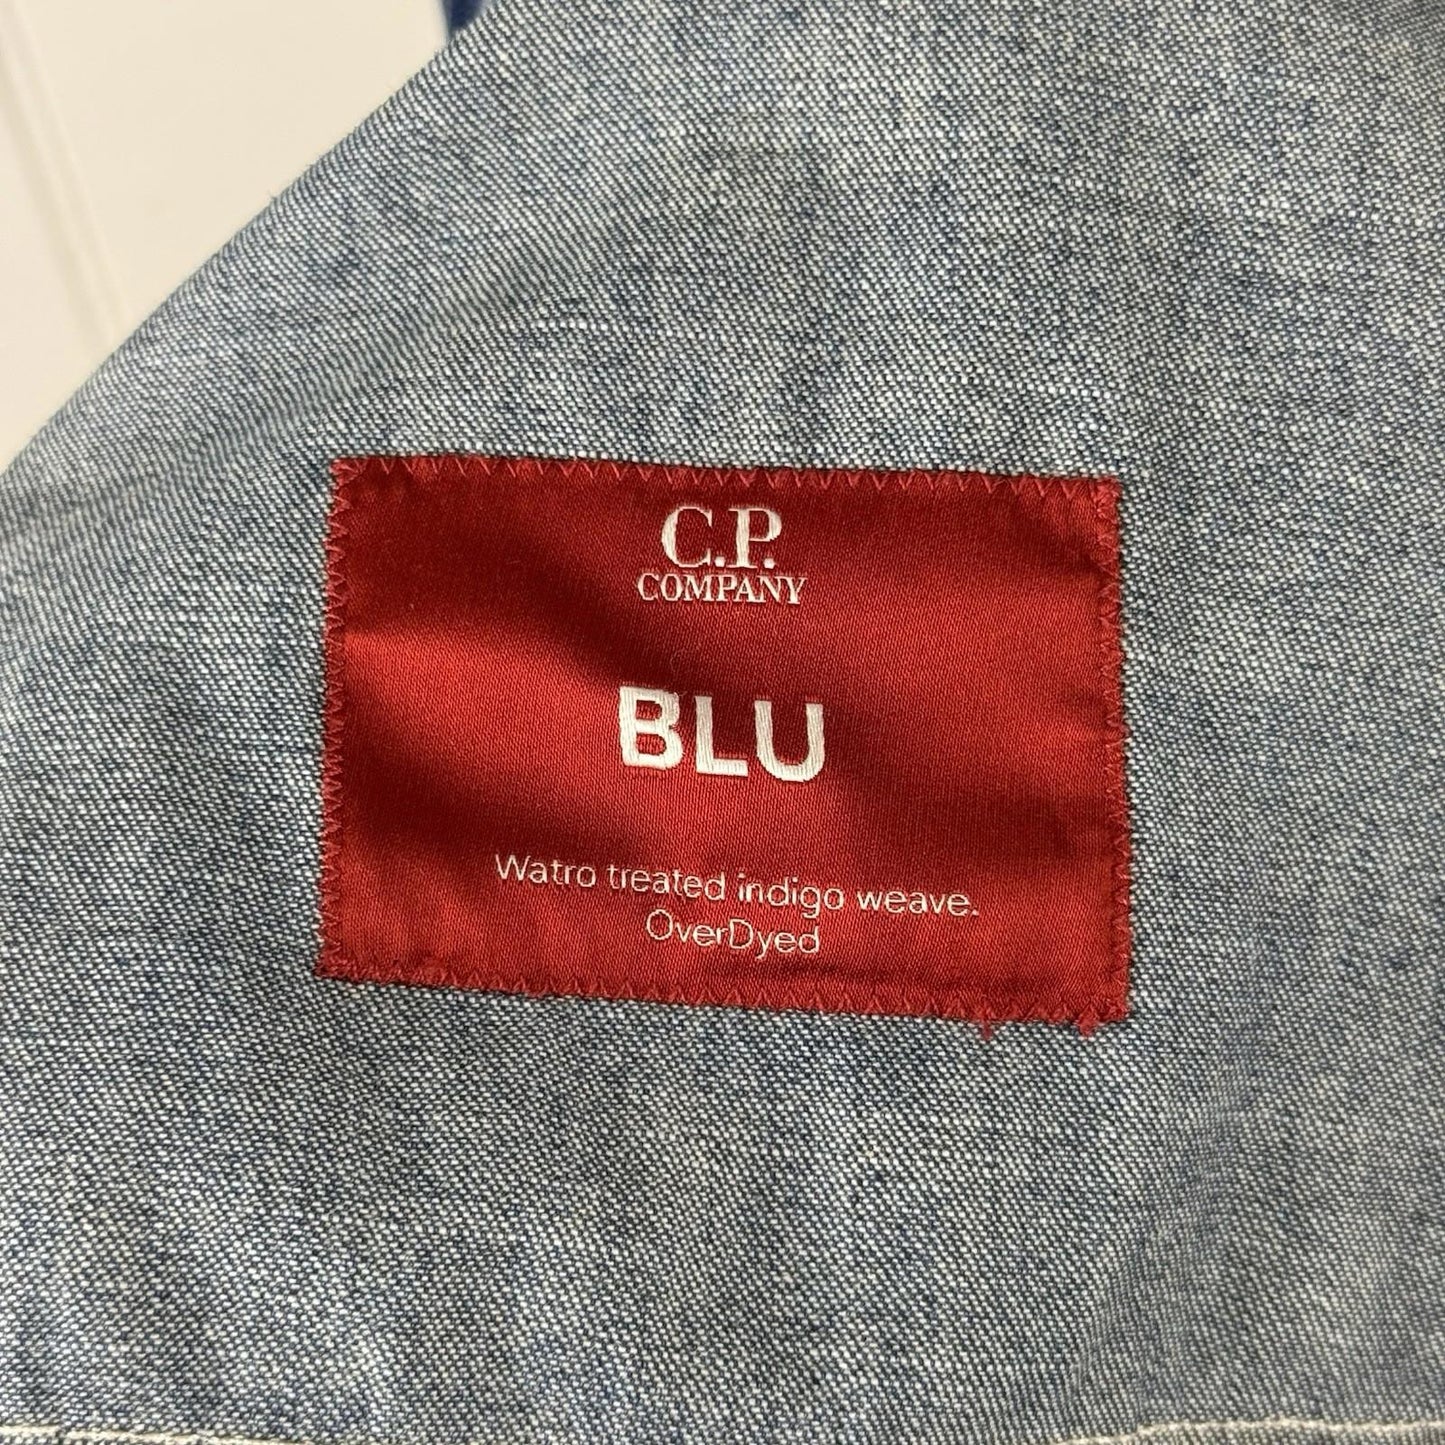 C.P.
COMPANY
BLU
Watro treated indigo weave.
OverDyed